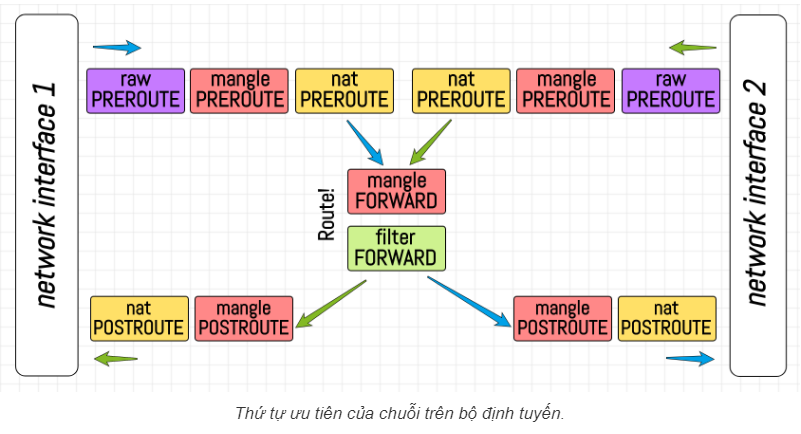 network interface 1
raw
PREROUTE
mangle
PREROUTE
nat
PREROUTE
nat
PREROUTE
mangle
PREROUTE
raw
PREROUTE
network interface 2
Route!
mangle
FORWARD
filter
FORWARD
nat
POSTROUTE
mangle
POSTROUTE
mangle
POSTROUTE
nat
POSTROUTE
Thứ tự ưu tiên của chuỗi trên bộ định tuyến.